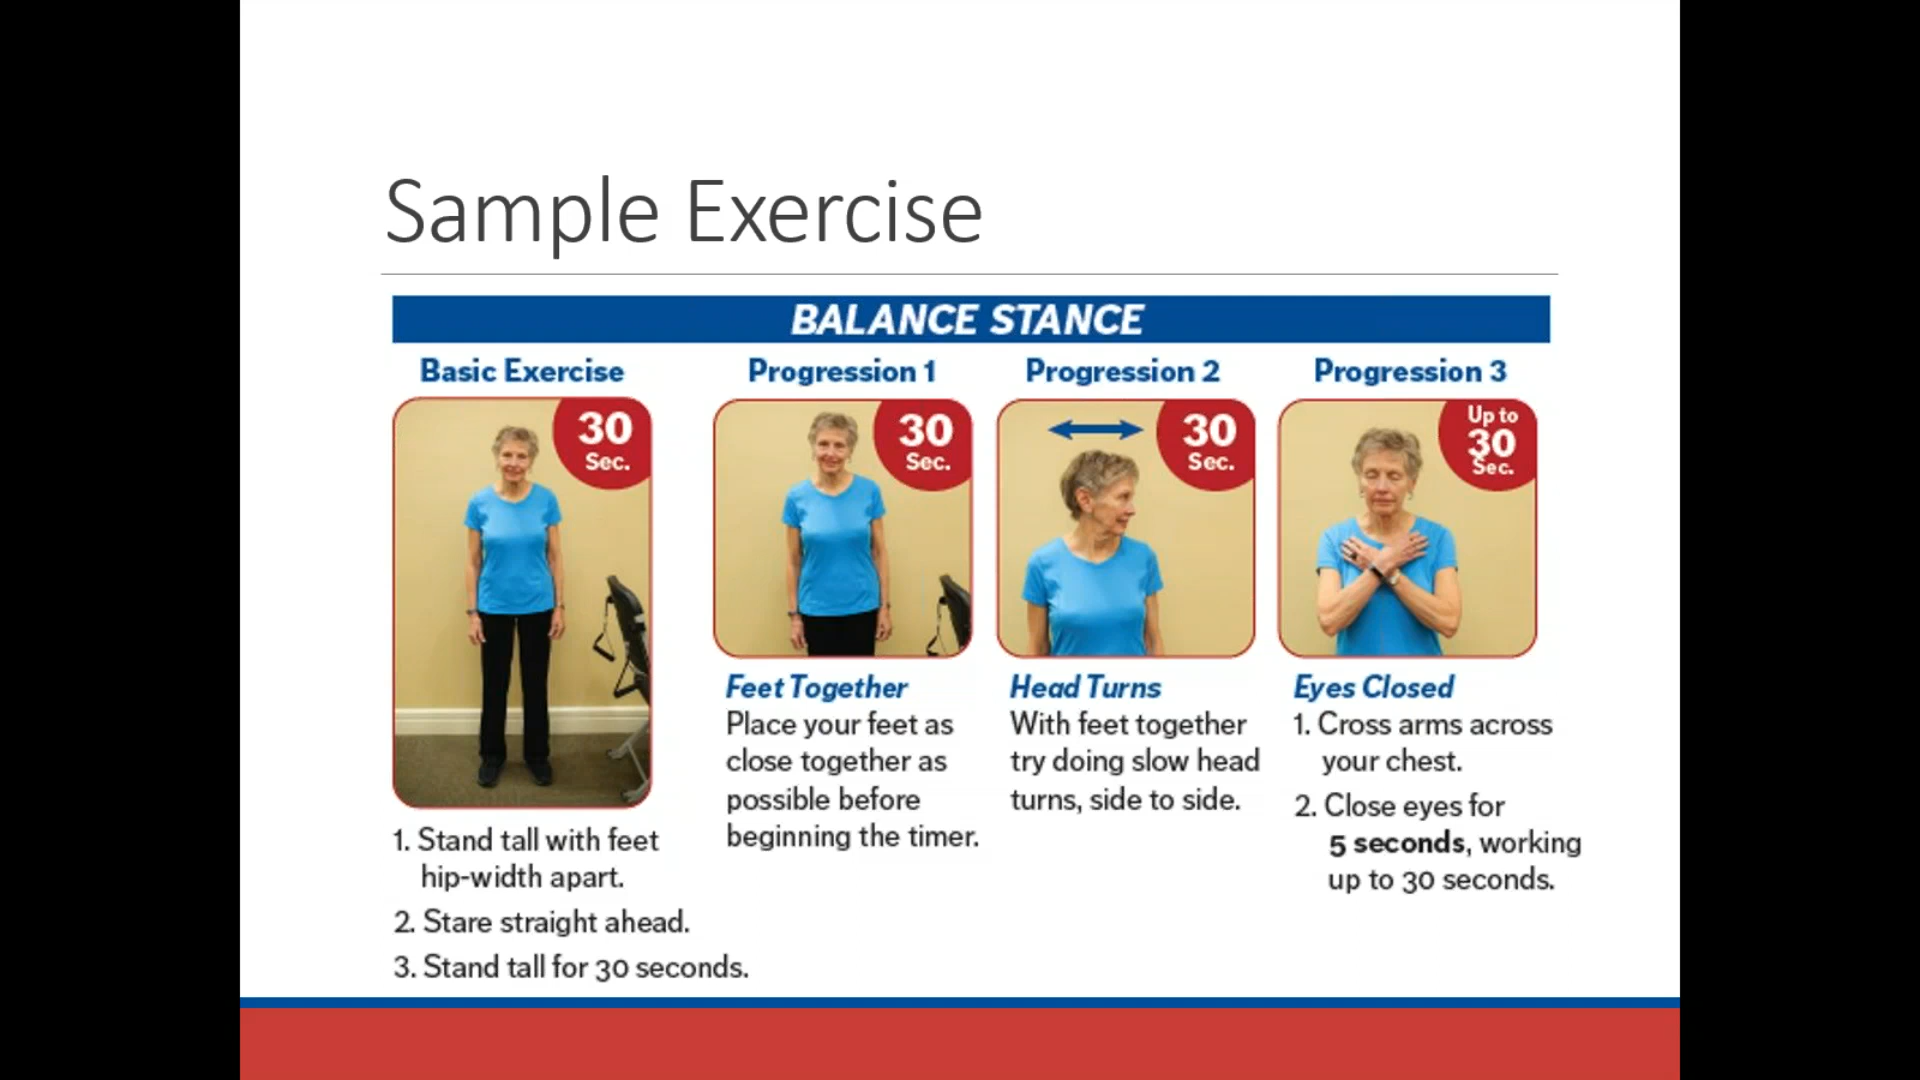 Sample Exercise
BALANCE STANCE
Basic Exercise
30
Sec.
1. Stand tall with feet
hip-width apart.
2. Stare straight ahead.
3. Stand tall for 30 seconds.
Progression 1
30
Sec.
Feet Together
Place your feet as
close together as
possible before
beginning the timer.
Progression 2
30
Sec.
Head Turns
With feet together
try doing slow head
turns, side to side.
Progression 3
Up to
30
Sec.
Eyes Closed
1. Cross arms across
your chest.
2. Close eyes for
5 seconds, working
up to 30 seconds.